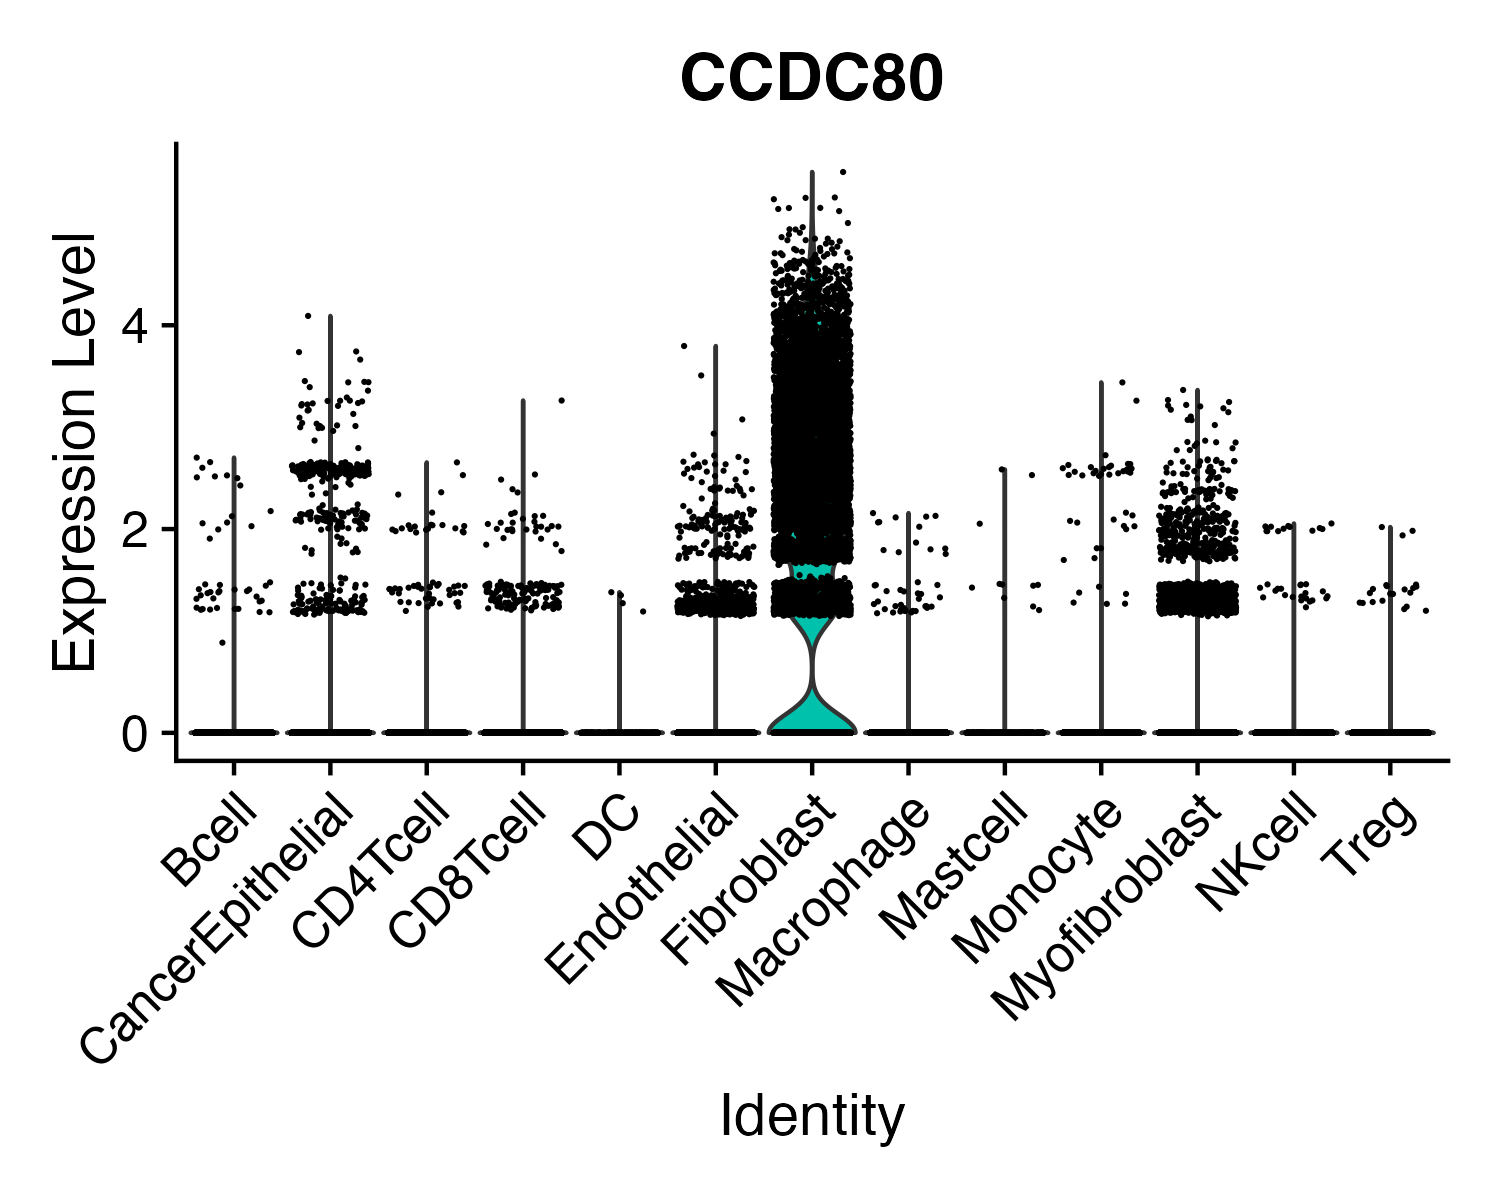 CCDC80
Expression Level
4
2
0
Bcell
CancerEpithelial
CD4Tcell
CD8Tcell
DC
Endothelial
Fibroblast
Macrophage
Mastcell
Monocyte
Myofibroblast
NKcell
Treg
Identity